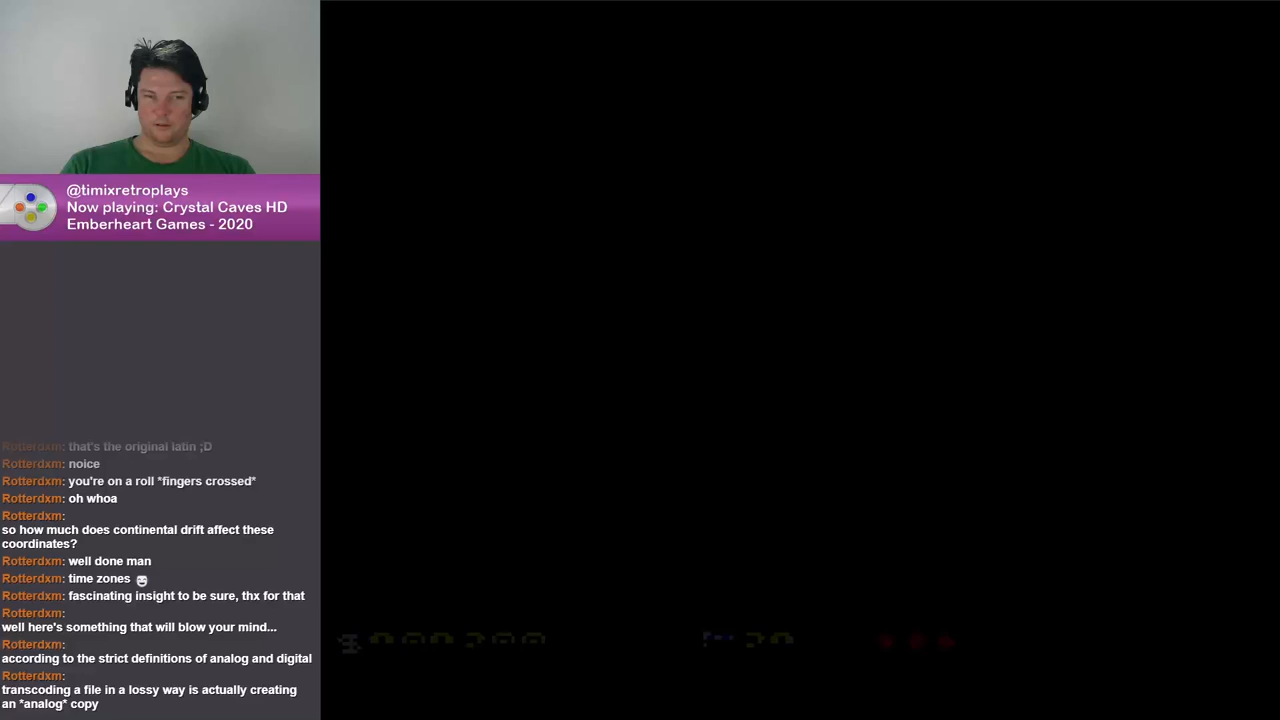 @timixretroplays
Now playing: Crystal Caves HD
Emberheart Games - 2020
Rotterdxm: that's the original latin ;D
Rotterdxm: noice
Rotterdxm: you're on a roll *fingers crossed*
Rotterdxm: oh whoa
Rotterdxm:
so how much does continental drift affect these
coordinates?
Rotterdxm: well done man
Rotterdxm: time zones
Rotterdxm: fascinating insight to be sure, thx for that
Rotterdxm:
well here's something that will blow your mind...
Rotterdxm:
according to the strict definitions of analog and digital
Rotterdxm:
transcoding a file in a lossy way is actually creating
an *analog* copy